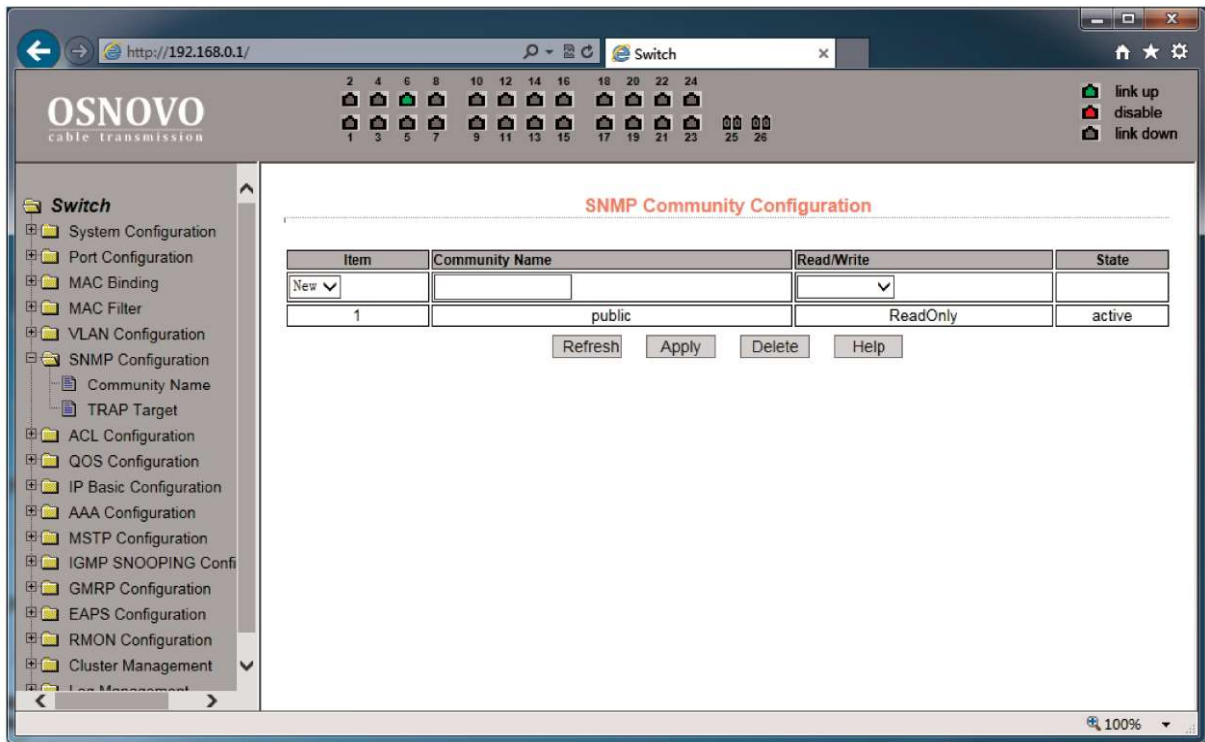 http://192.168.0.1/
Switch
2 4 6 8 10 12 14 16 18 20 22 24
OSNOVO
cable transmission
1 3 5 7 9 11 13 15 17 19 21 23 25 26
link up
disable
link down
Switch
System Configuration
Port Configuration
MAC Binding
MAC Filter
VLAN Configuration
SNMP Configuration
Community Name
TRAP Target
ACL Configuration
QOS Configuration
IP Basic Configuration
AAA Configuration
MSTP Configuration
IGMP SNOOPING Confi
GMRP Configuration
EAPS Configuration
RMON Configuration
Cluster Management
Log Management
SNMP Community Configuration
Item Community Name Read/Write State
New
1 public ReadOnly active
Refresh Apply Delete Help
100%